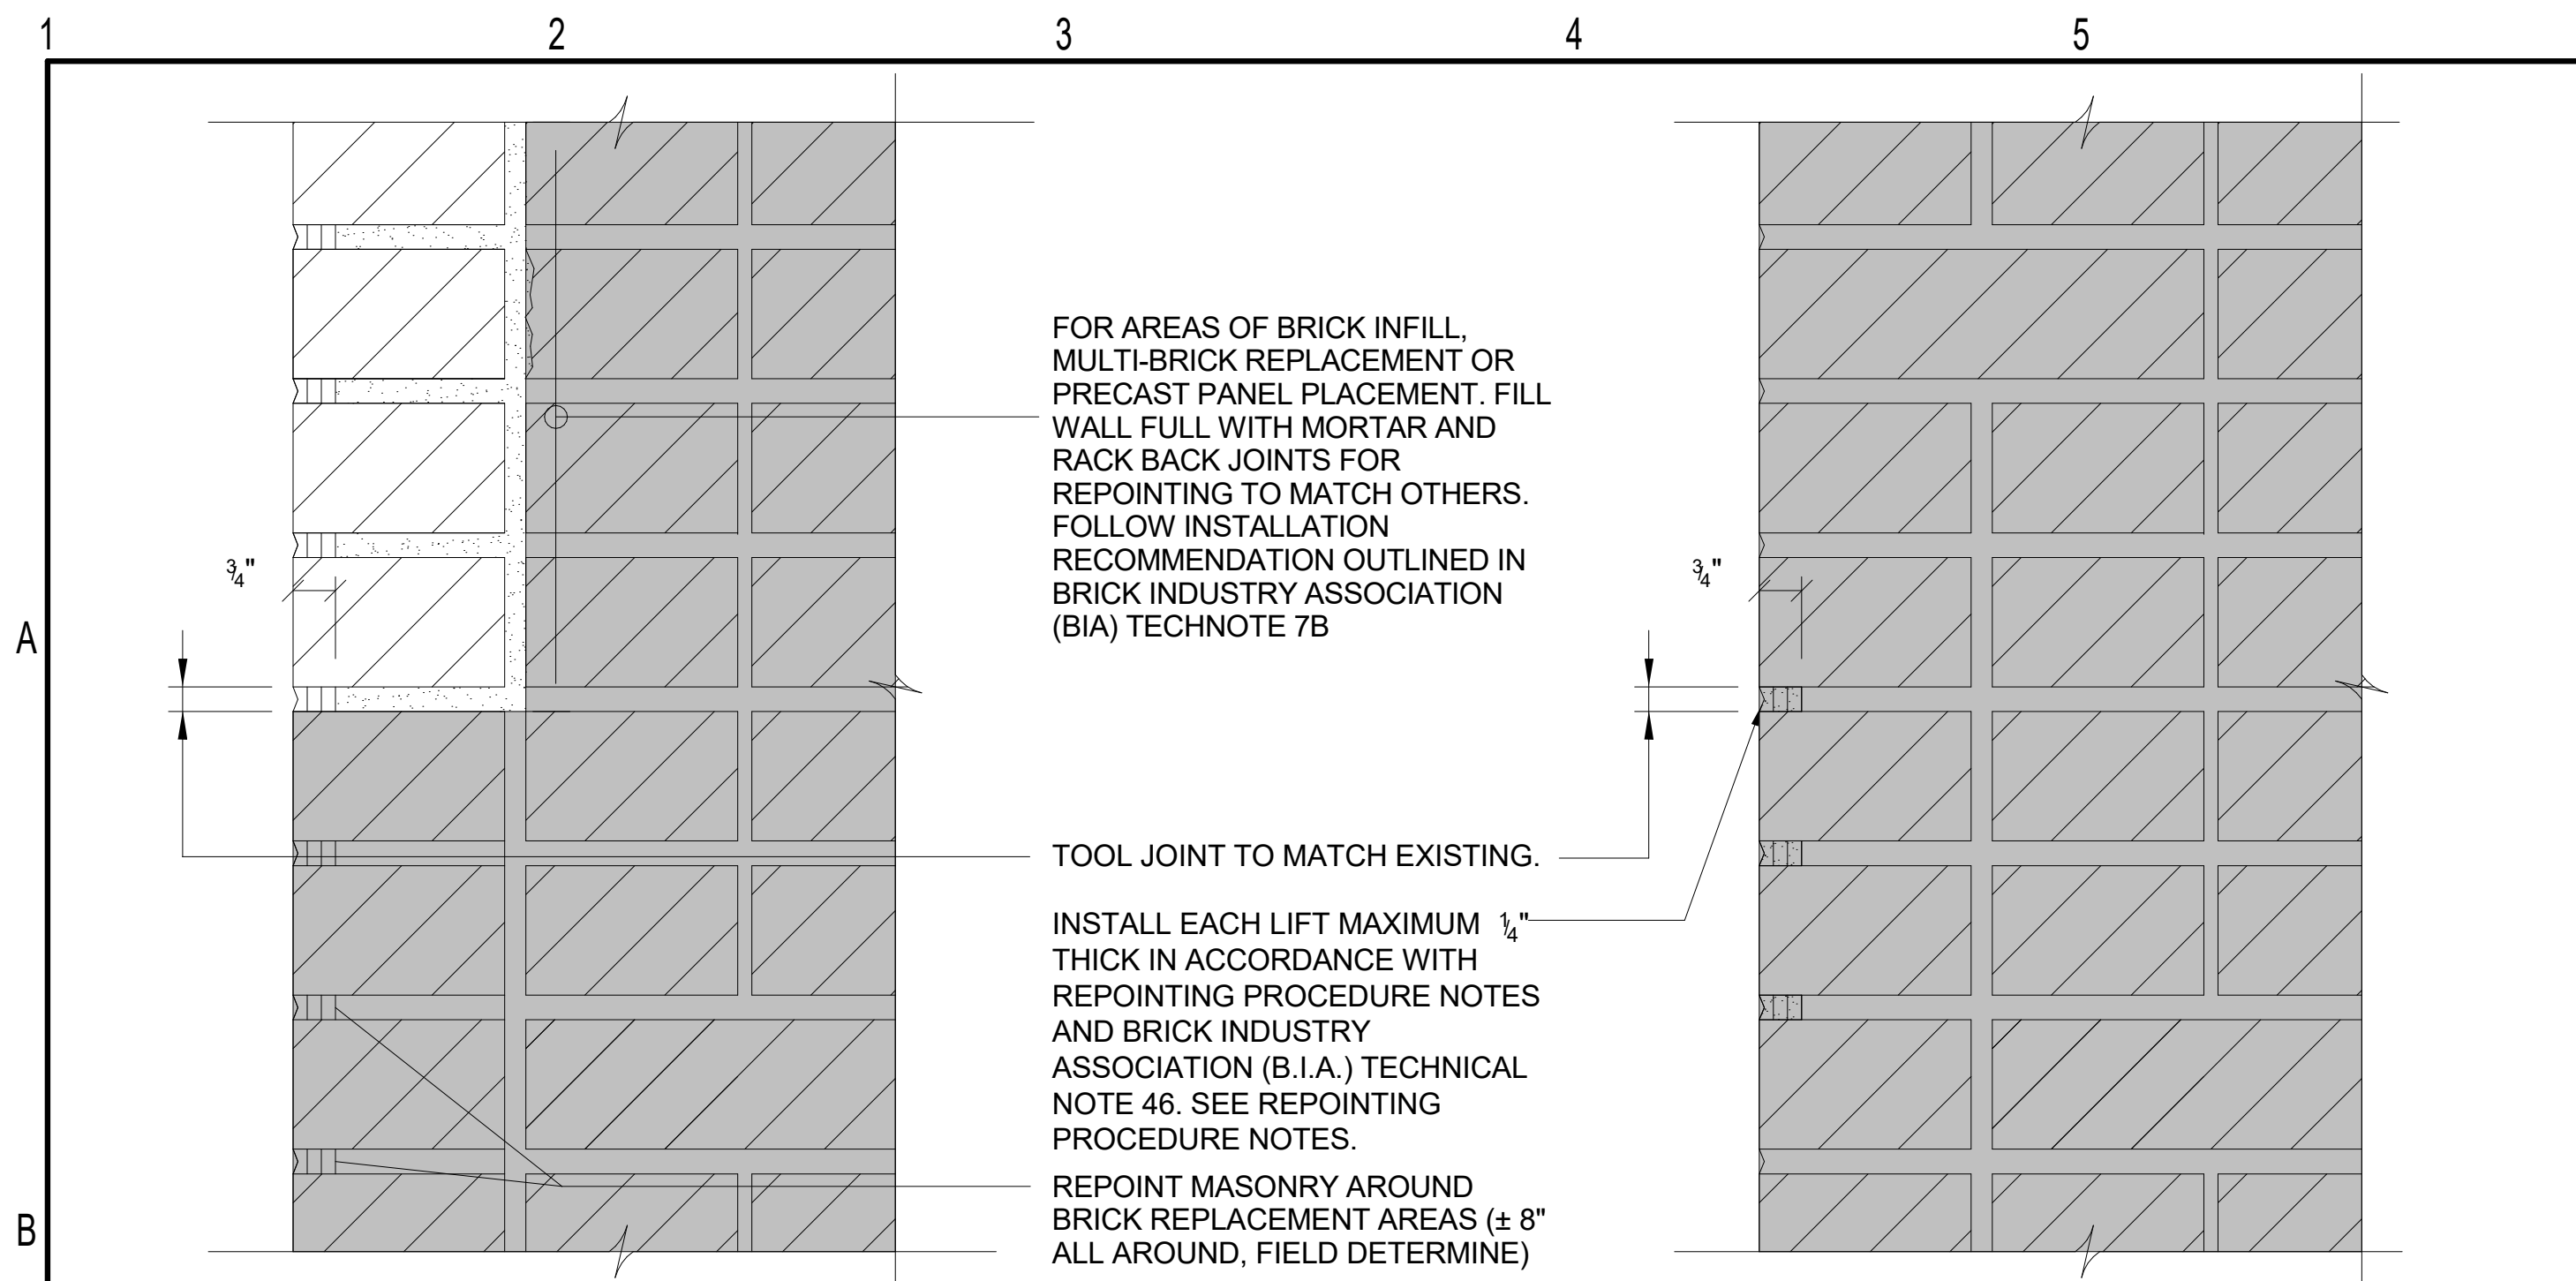 1 2 3 4 5
FOR AREAS OF BRICK INFILL,
MULTI-BRICK REPLACEMENT OR
PRECAST PANEL PLACEMENT. FILL
WALL FULL WITH MORTAR AND
RACK BACK JOINTS FOR
REPOINTING TO MATCH OTHERS.
FOLLOW INSTALLATION
RECOMMENDATION OUTLINED IN
BRICK INDUSTRY ASSOCIATION
(BIA) TECHNOTE 7B
3/4"
3/4"
A
TOOL JOINT TO MATCH EXISTING.
INSTALL EACH LIFT MAXIMUM 1/4"
THICK IN ACCORDANCE WITH
REPOINTING PROCEDURE NOTES
AND BRICK INDUSTRY
ASSOCIATION (B.I.A.) TECHNICAL
NOTE 46. SEE REPOINTING
PROCEDURE NOTES.
REPOINT MASONRY AROUND
BRICK REPLACEMENT AREAS (± 8"
ALL AROUND, FIELD DETERMINE)
B